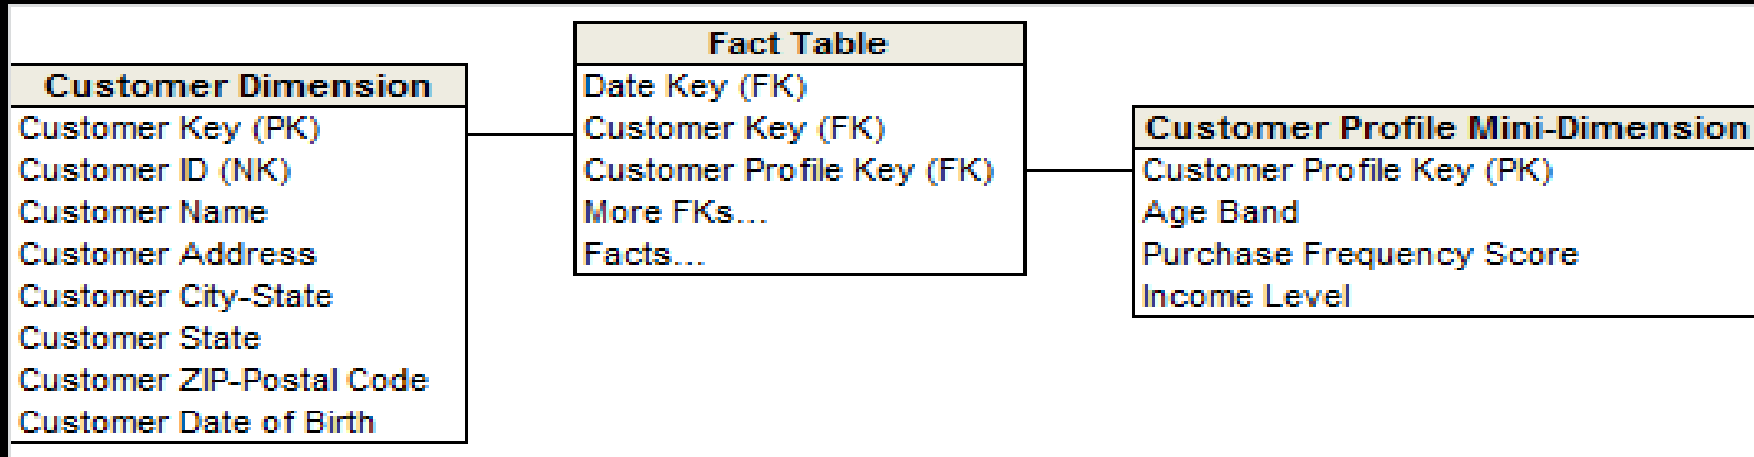 Customer Dimension
Customer Key (PK)
Customer ID (NK)
Customer Name
Customer Address
Customer City-State
Customer State
Customer ZIP-Postal Code
Customer Date of Birth
Fact Table
Date Key (FK)
Customer Key (FK)
Customer Profile Key (FK)
More FKs...
Facts...
Customer Profile Mini-Dimension
Customer Profile Key (PK)
Age Band
Purchase Frequency Score
Income Level